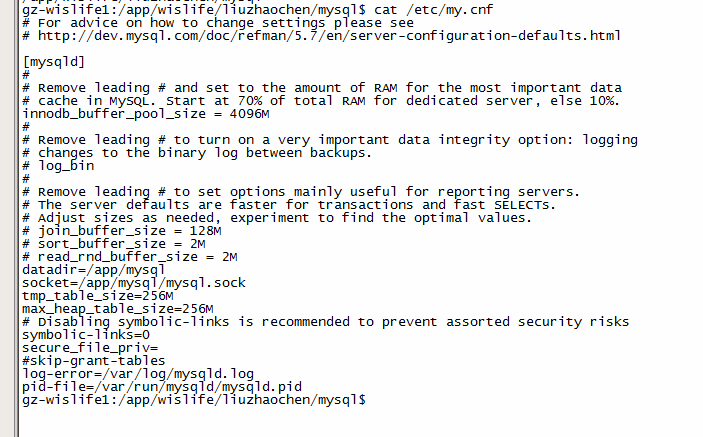 gz-wislife1:/app/wislife/liuzhaochen/mysql$ cat /etc/my.cnf
# For advice on how to change settings please see
# http://dev.mysql.com/doc/refman/5.7/en/server-configuration-defaults.html
[mysqld]
#
# Remove leading # and set to the amount of RAM for the most important data
# cache in MySQL. Start at 70% of total RAM for dedicated server, else 10%.
innodb_buffer_pool_size = 4096M
#
# Remove leading # to turn on a very important data integrity option: logging
# changes to the binary log between backups.
# log_bin
#
# Remove leading # to set options mainly useful for reporting servers.
# The server defaults are faster for transactions and fast SELECTs.
# Adjust sizes as needed, experiment to find the optimal values.
# join_buffer_size = 128M
# sort_buffer_size = 2M
# read_rnd_buffer_size = 2M
datadir=/app/mysql
socket=/app/mysql/mysql.sock
tmp_table_size=256M
max_heap_table_size=256M
# Disabling symbolic-links is recommended to prevent assorted security risks
symbolic-links=0
secure_file_priv=
#skip-grant-tables
log-error=/var/log/mysqld.log
pid-file=/var/run/mysqld/mysqld.pid
gz-wislife1:/app/wislife/liuzhaochen/mysql$